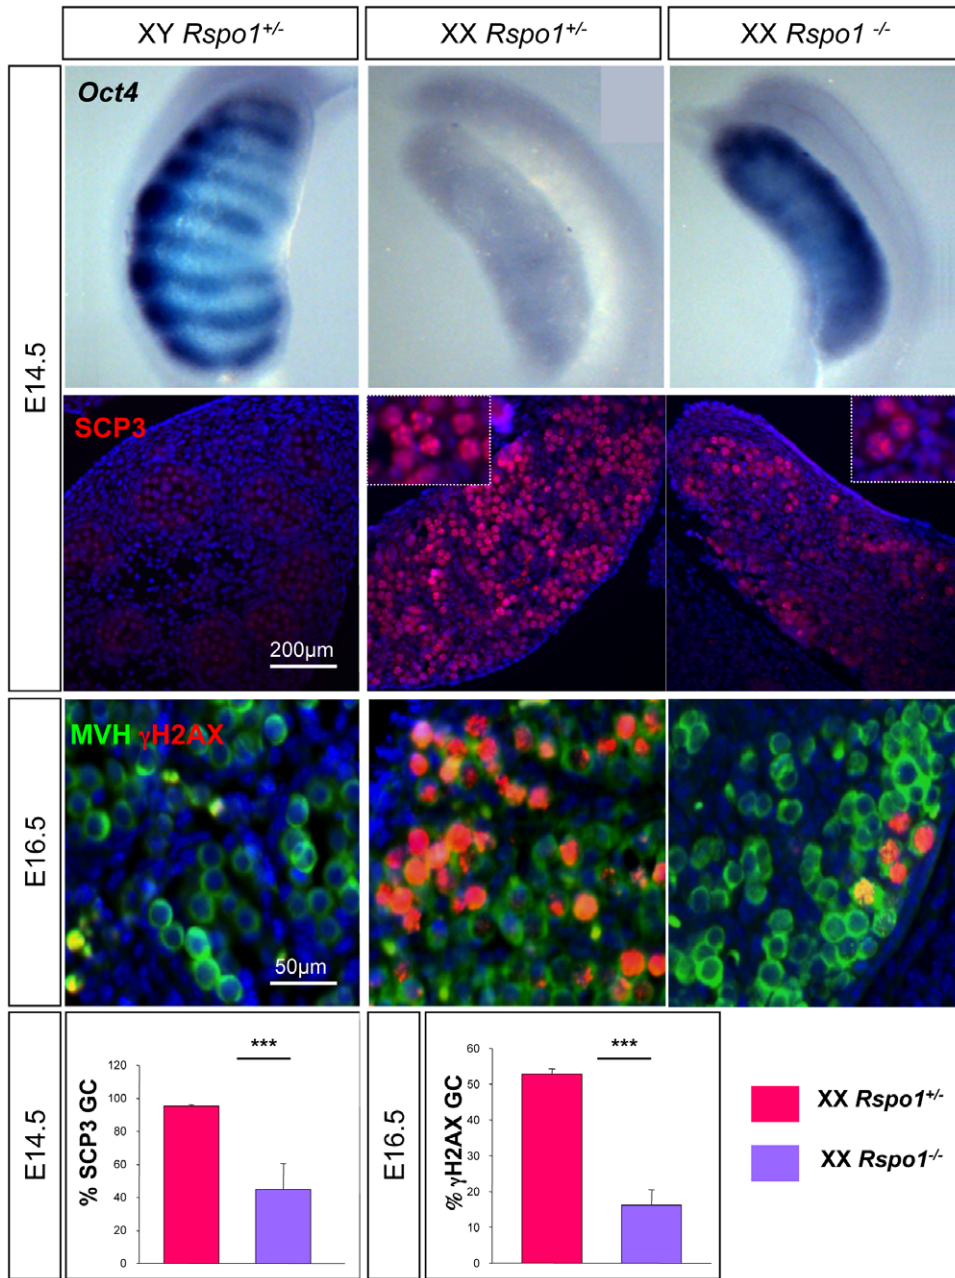 XY Rspo1+/-
XX Rspo1+/-
XX Rspo1 -/-
E14.5
Oct4
SCP3
200µm
E16.5
MVH γH2AX
50µm
E14.5
% SCP3 GC
120
100
80
60
40
20
0
***
E16.5
% γH2AX GC
60
50
40
30
20
10
0
***
XX Rspo1+/-
XX Rspo1-/-